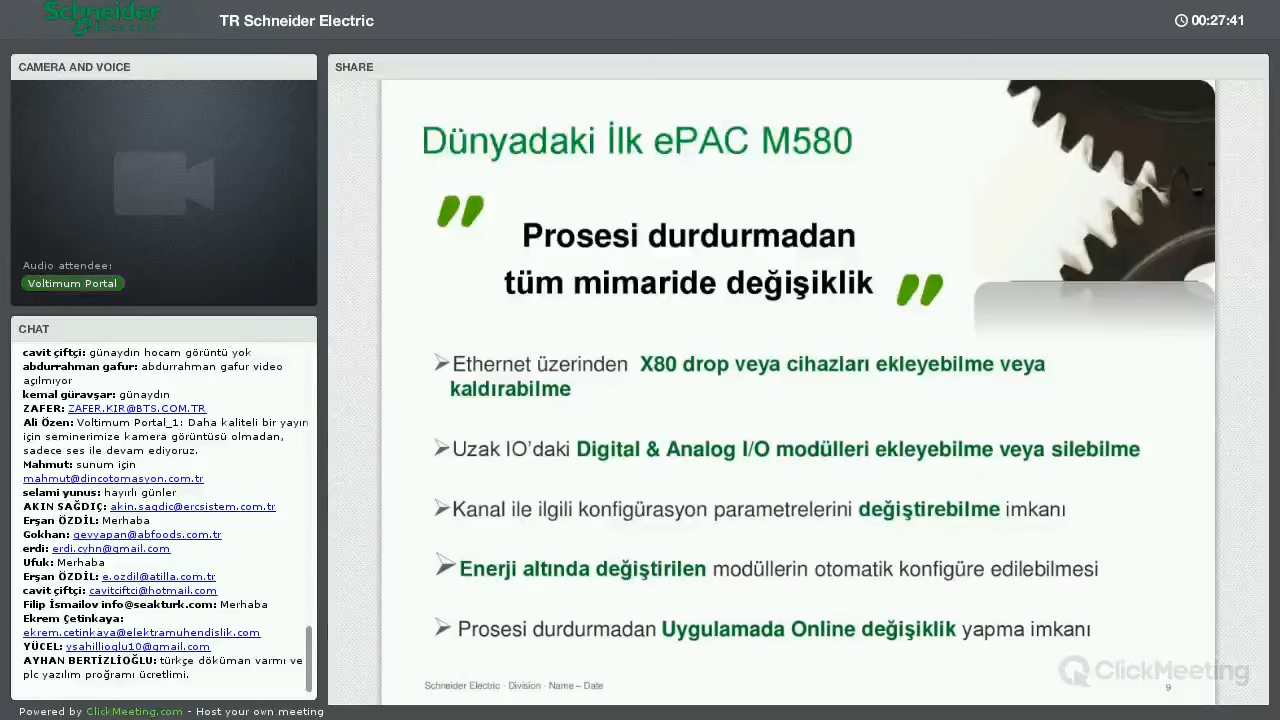 Schneider
Electric
TR Schneider Electric
00:27:41
CAMERA AND VOICE
Audio attendee:
Voltimum Portal
CHAT
cavit çiftçi: günaydın hocam görüntü yok
abdurrahman gafur: abdurrahman gafur video
açılmıyor
kemal güravşar: günaydın
ZAFER: ZAFER.KIR@BTS.COM.TR
Ali Özen: Voltimum Portal_1: Daha kaliteli bir yayın
için seminerimize kamera görüntüsü olmadan,
sadece ses ile devam ediyoruz.
Mahmut: sunum için
mahmut@dincotomasyon.com.tr
selami yunus: hayırlı günler
AKIN SAĞDIÇ: akin.sagdic@ercsistem.com.tr
Erşan ÖZDİL: Merhaba
Gokhan: gevyapan@abfoods.com.tr
erdi: erdi.cyhn@gmail.com
Ufuk: Merhaba
Erşan ÖZDİL: e.ozdil@atilla.com.tr
cavit çiftçi: cavitciftci@hotmail.com
Filip İsmailov info@seakturk.com: Merhaba
Ekrem Çetinkaya:
ekrem.cetinkaya@elektramuhendislik.com
YÜCEL: ysahillioglu10@gmail.com
AYHAN BERTİZLİOĞLU: türkçe döküman varmı ve
plc yazılım proğramı ücretlimi.
SHARE
Dünyadaki İlk ePAC M580
" Prosesi durdurmadan
tüm mimaride değişiklik "
➢Ethernet üzerinden X80 drop veya cihazları ekleyebilme veya
kaldırabilme
➢Uzak IO'daki Digital & Analog I/O modülleri ekleyebilme veya silebilme
➢Kanal ile ilgili konfigürasyon parametrelerini değiştirebilme imkanı
➢Enerji altında değiştirilen modüllerin otomatik konfigüre edilebilmesi
➢ Prosesi durdurmadan Uygulamada Online değişiklik yapma imkanı
Schneider Electric - Division - Name – Date
9
ClickMeeting
Powered by ClickMeeting.com - Host your own meeting